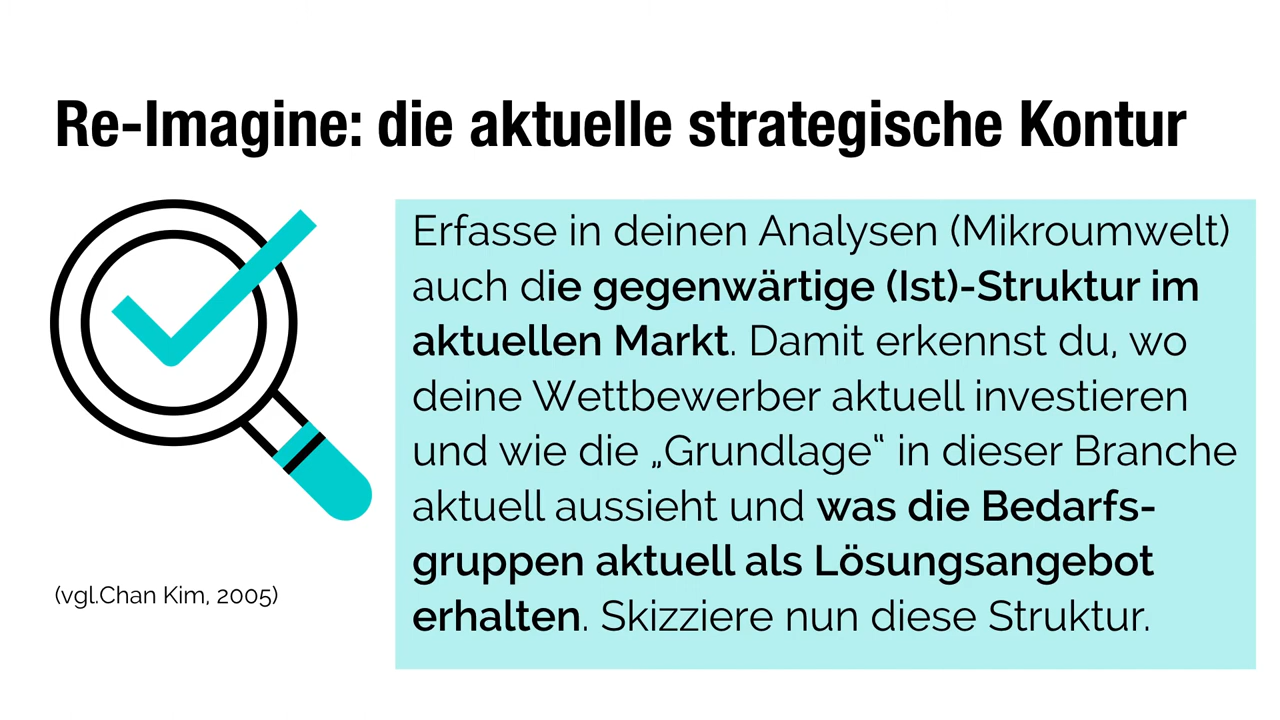 Re-Imagine: die aktuelle strategische Kontur
Erfasse in deinen Analysen (Mikroumwelt)
auch die gegenwärtige (Ist)-Struktur im
aktuellen Markt. Damit erkennst du, wo
deine Wettbewerber aktuell investieren
und wie die „Grundlage‟ in dieser Branche
aktuell aussieht und was die Bedarfs-
gruppen aktuell als Lösungsangebot
erhalten. Skizziere nun diese Struktur.
(vgl.Chan Kim, 2005)